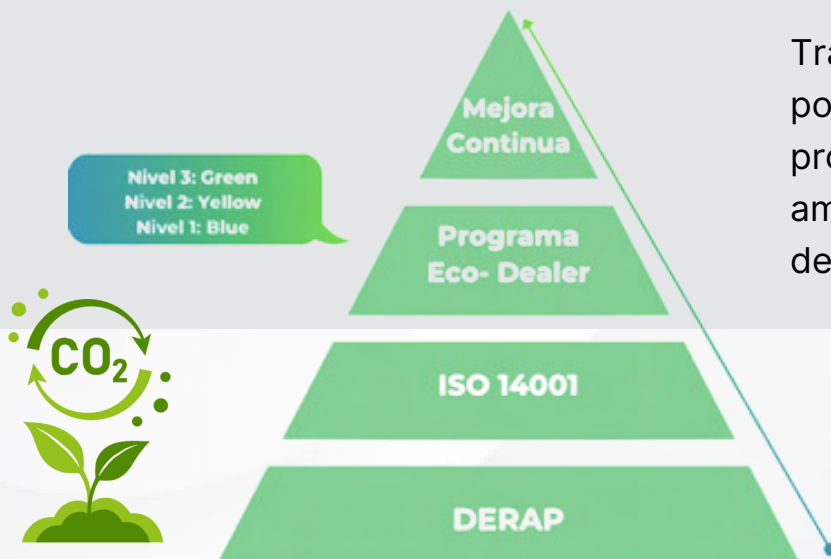 Mejora
Continua
Nivel 3: Green
Nivel 2: Yellow
Nivel 1: Blue
Programa
Eco- Dealer
CO₂
ISO 14001
DERAP